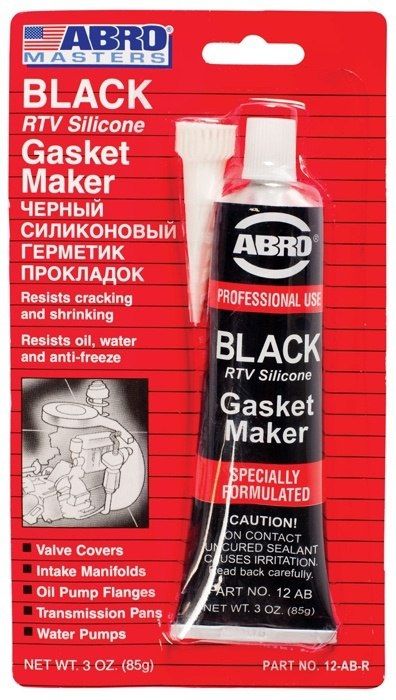 ABRO
MASTERS
BLACK
RTV Silicone
Gasket
Maker
ЧЕРНЫЙ
СИЛИКОНОВЫЙ
ГЕРМЕТИК
ПРОКЛАДОК
Resists cracking
and shrinking
Resists oil, water
and anti-freeze
Valve Covers
Intake Manifolds
Oil Pump Flanges
Transmission Pans
Water Pumps
NET WT. 3 OZ. (85g)
ABRO®
PROFESSIONAL USE
BLACK
RTV Silicone
Gasket
Maker
SPECIALLY
FORMULATED
CAUTION!
ON CONTACT
UNCURED SEALANT
CAUSES IRRITATION.
Read back carefully.
PART NO. 12 AB
NET WT. 3 OZ. (85g)
PART NO. 12-AB-R